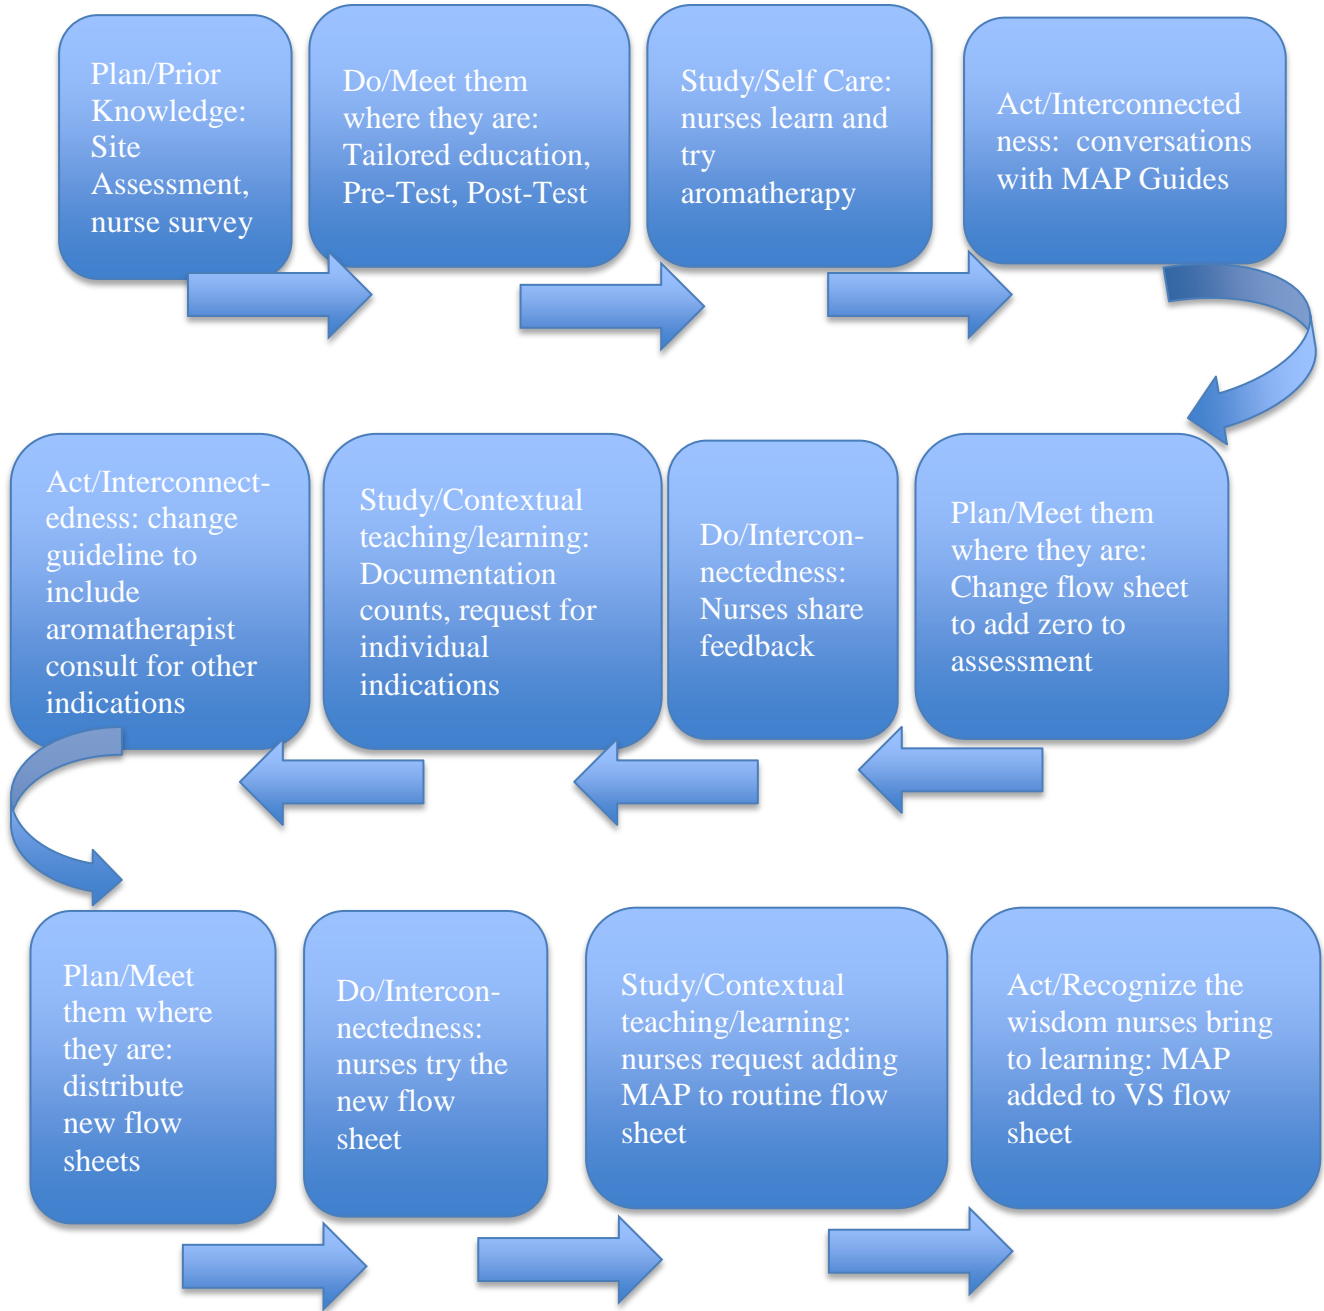 Plan/Prior
Knowledge:
Site
Assessment,
nurse survey
Do/Meet them
where they are:
Tailored education,
Pre-Test, Post-Test
Study/Self Care:
nurses learn and
try
aromatherapy
Act/Interconnected
ness:  conversations
with MAP Guides
Plan/Meet them
where they are:
Change flow sheet
to add zero to
assessment
Do/Intercon-
nectedness:
Nurses share
feedback
Study/Contextual
teaching/learning:
Documentation
counts, request for
individual
indications
Act/Interconnect-
edness: change
guideline to
include
aromatherapist
consult for other
indications
Plan/Meet
them where
they are:
distribute
new flow
sheets
Do/Intercon-
nectedness:
nurses try the
new flow
sheet
Study/Contextual
teaching/learning:
nurses request adding
MAP to routine flow
sheet
Act/Recognize the
wisdom nurses bring
to learning: MAP
added to VS flow
sheet